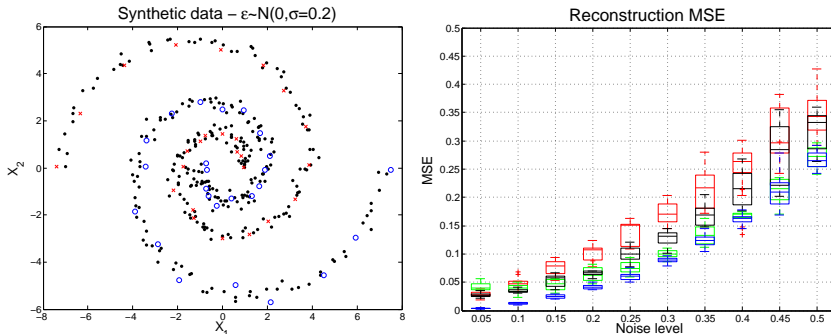 Synthetic data – ε~N(0,σ=0.2)
X_2
6
4
2
0
−2
−4
−6
−8 −6 −4 −2 0 2 4 6 8
X_1
Reconstruction MSE
MSE
0.5
0.45
0.4
0.35
0.3
0.25
0.2
0.15
0.1
0.05
0
0.05 0.1 0.15 0.2 0.25 0.3 0.35 0.4 0.45 0.5
Noise level